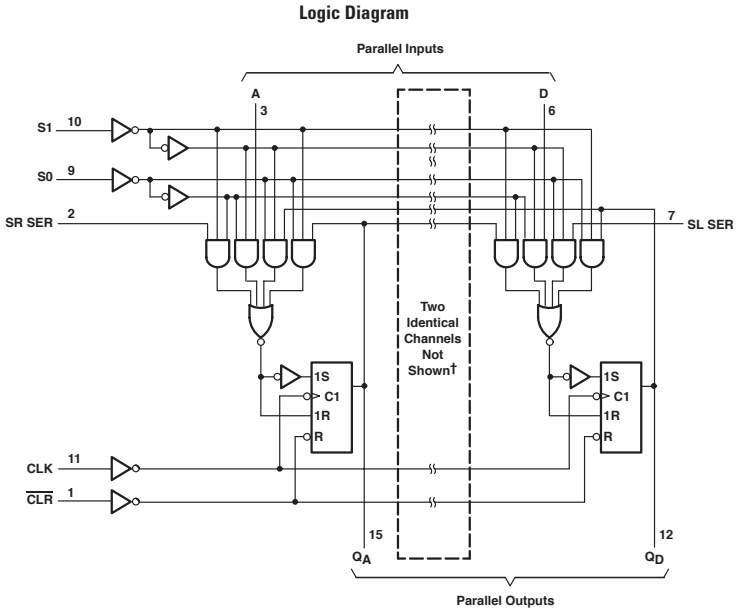 Logic Diagram
Parallel Inputs
A
3
D
6
S1 10
S0 9
SR SER 2
7 SL SER
Two
Identical
Channels
Not
Shown†
1S
C1
1R
R
1S
C1
1R
R
CLK 11
CLR 1
15
QA
12
QD
Parallel Outputs